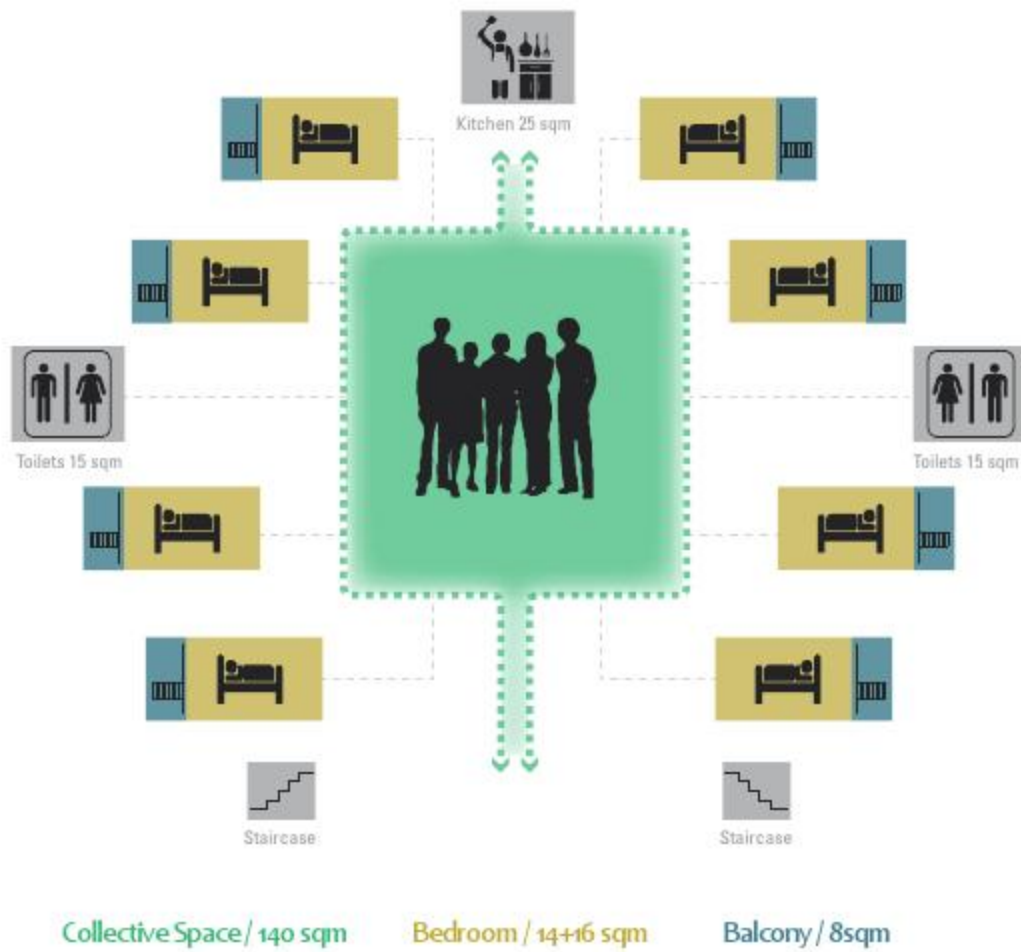 Kitchen 25 sqm
Toilets 15 sqm
Toilets 15 sqm
Staircase
Staircase
Collective Space / 140 sqm
Bedroom / 14+16 sqm
Balcony / 8sqm